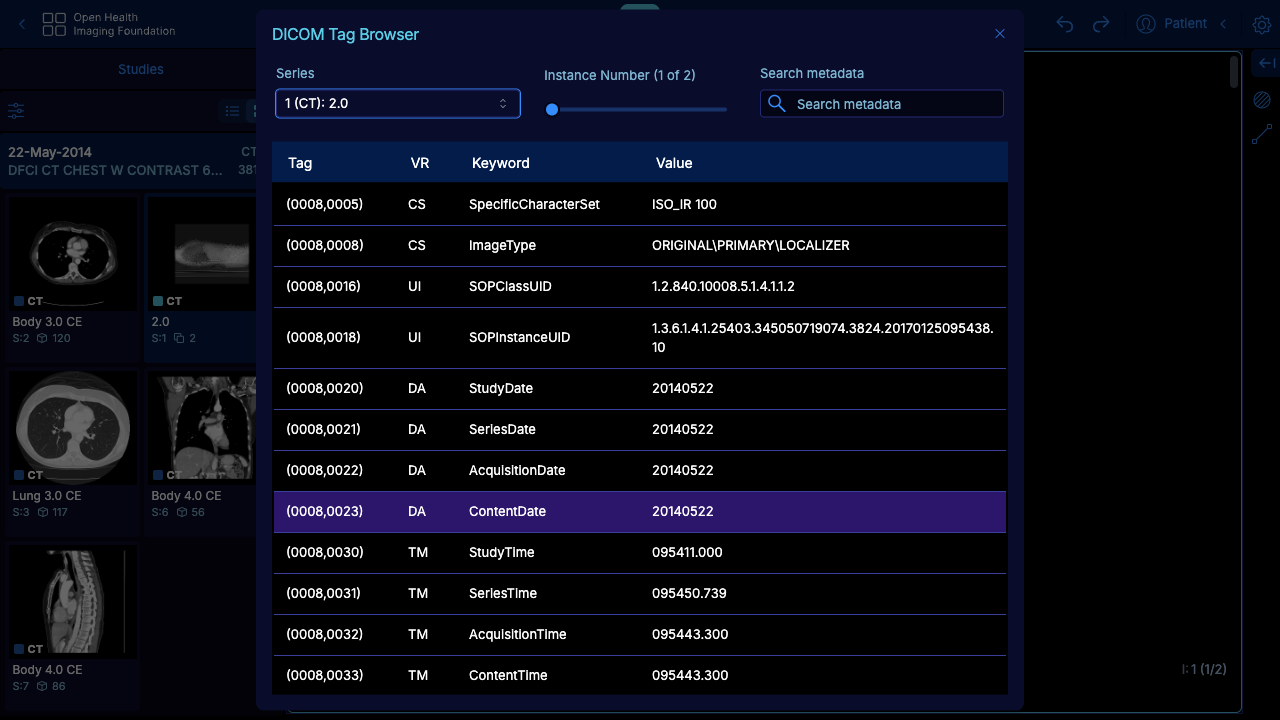 Open Health
Imaging Foundation
Patient
Studies
22-May-2014
CT
DFCI CT CHEST W CONTRAST 6...
381
CT
Body 3.0 CE
S:2 120
CT
2.0
S:1 2
CT
Lung 3.0 CE
S:3 117
CT
Body 4.0 CE
S:6 56
CT
Body 4.0 CE
S:7 86
DICOM Tag Browser
Series
1 (CT): 2.0
Instance Number (1 of 2)
Search metadata
Search metadata
Tag VR Keyword Value
(0008,0005) CS SpecificCharacterSet ISO_IR 100
(0008,0008) CS ImageType ORIGINAL\PRIMARY\LOCALIZER
(0008,0016) UI SOPClassUID 1.2.840.10008.5.1.4.1.1.2
(0008,0018) UI SOPInstanceUID 1.3.6.1.4.1.25403.345050719074.3824.20170125095438.
10
(0008,0020) DA StudyDate 20140522
(0008,0021) DA SeriesDate 20140522
(0008,0022) DA AcquisitionDate 20140522
(0008,0023) DA ContentDate 20140522
(0008,0030) TM StudyTime 095411.000
(0008,0031) TM SeriesTime 095450.739
(0008,0032) TM AcquisitionTime 095443.300
(0008,0033) TM ContentTime 095443.300
I: 1 (1/2)